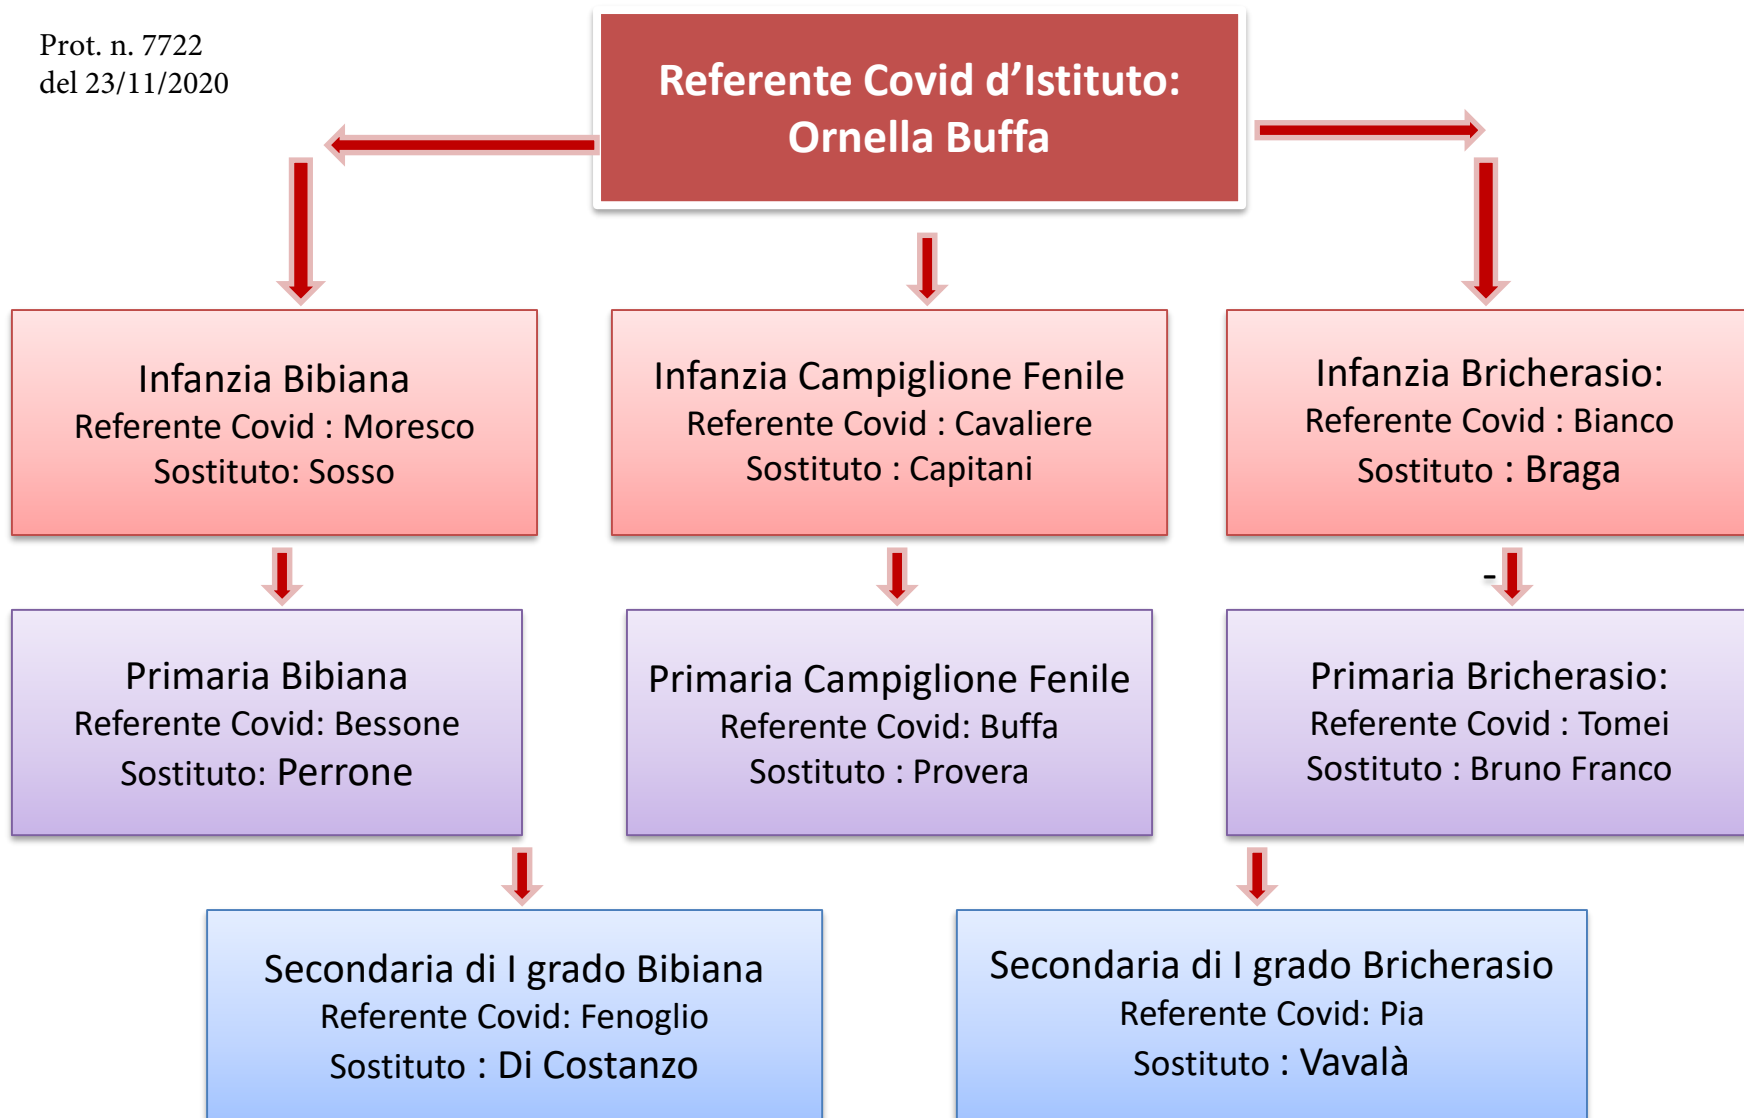 Prot. n. 7722
del 23/11/2020
Referente Covid d’Istituto:
Ornella Buffa
Infanzia Bibiana
Referente Covid : Moresco
Sostituto: Sosso
Infanzia Campiglione Fenile
Referente Covid : Cavaliere
Sostituto : Capitani
Infanzia Bricherasio:
Referente Covid : Bianco
Sostituto : Braga
-
Primaria Bibiana
Referente Covid: Bessone
Sostituto: Perrone
Primaria Campiglione Fenile
Referente Covid: Buffa
Sostituto : Provera
Primaria Bricherasio:
Referente Covid : Tomei
Sostituto : Bruno Franco
Secondaria di I grado Bibiana
Referente Covid: Fenoglio
Sostituto : Di Costanzo
Secondaria di I grado Bricherasio
Referente Covid: Pia
Sostituto : Vavalà